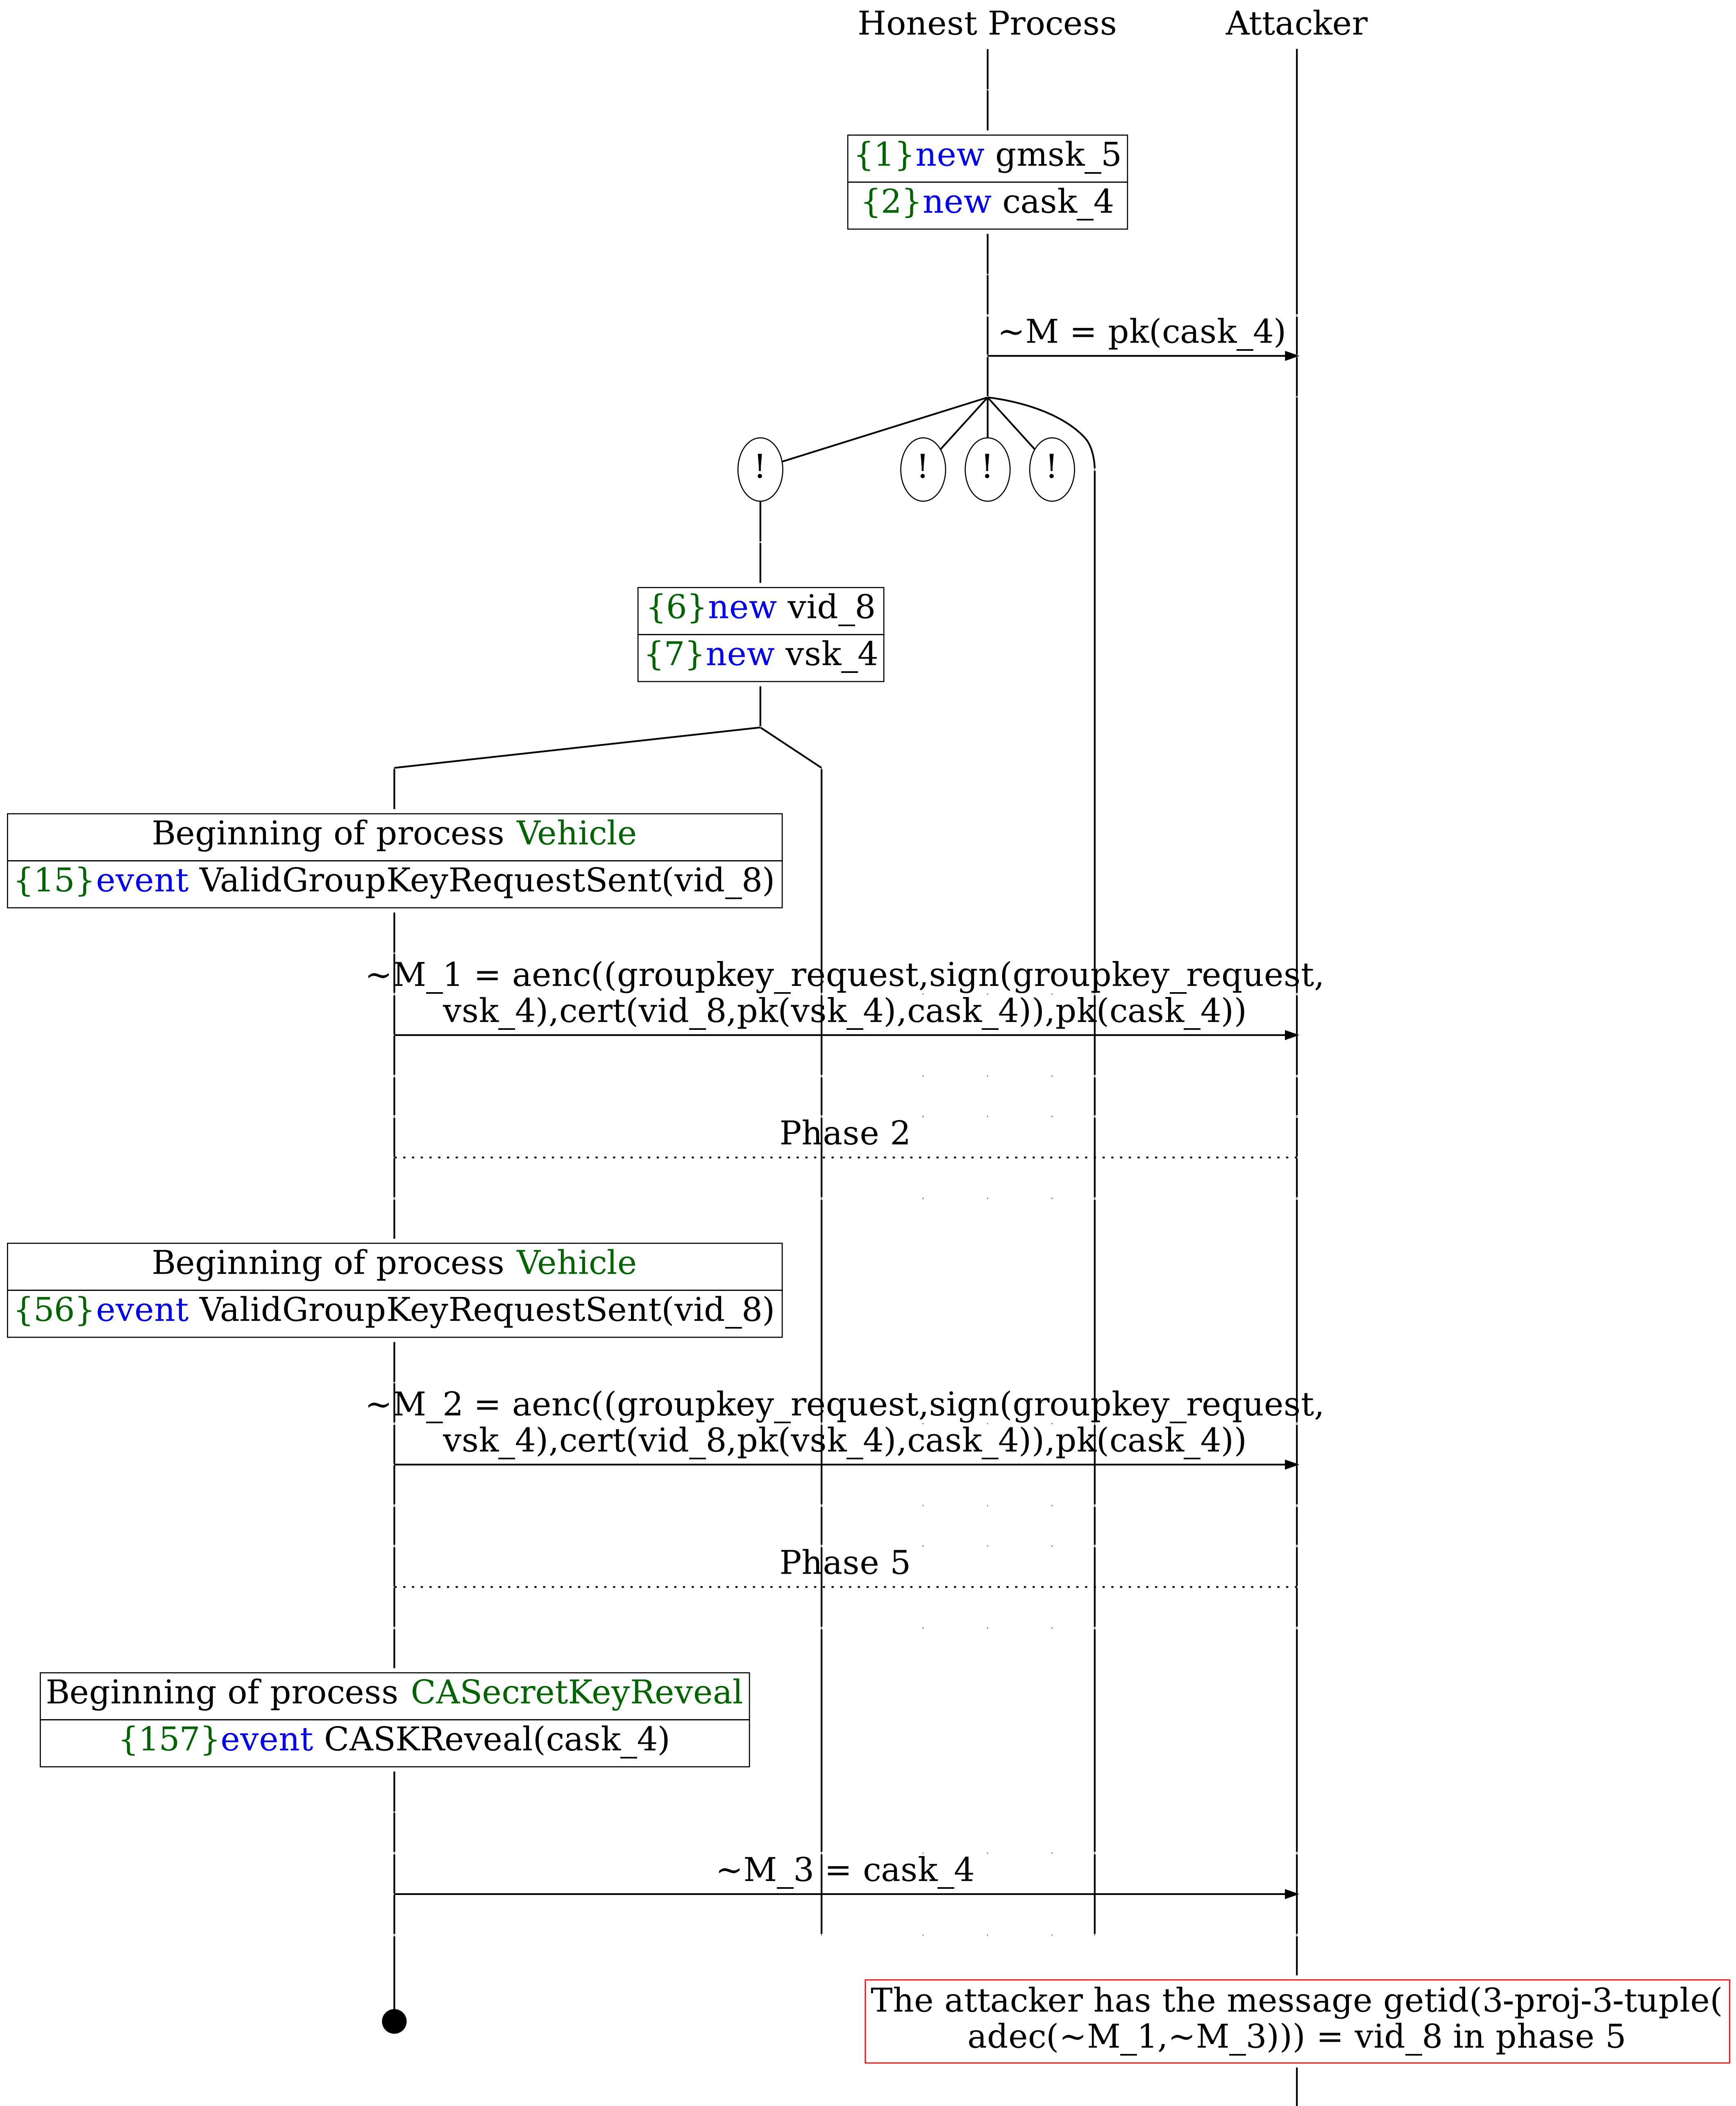 Honest Process
Attacker
{1}new gmsk_5
{2}new cask_4
~M = pk(cask_4)
!
!
!
!
{6}new vid_8
{7}new vsk_4
Beginning of process Vehicle
{15}event ValidGroupKeyRequestSent(vid_8)
~M_1 = aenc((groupkey_request,sign(groupkey_request,
vsk_4),cert(vid_8,pk(vsk_4),cask_4)),pk(cask_4))
Phase 2
Beginning of process Vehicle
{56}event ValidGroupKeyRequestSent(vid_8)
~M_2 = aenc((groupkey_request,sign(groupkey_request,
vsk_4),cert(vid_8,pk(vsk_4),cask_4)),pk(cask_4))
Phase 5
Beginning of process CASecretKeyReveal
{157}event CASKReveal(cask_4)
~M_3 = cask_4
The attacker has the message getid(3-proj-3-tuple(
adec(~M_1,~M_3))) = vid_8 in phase 5